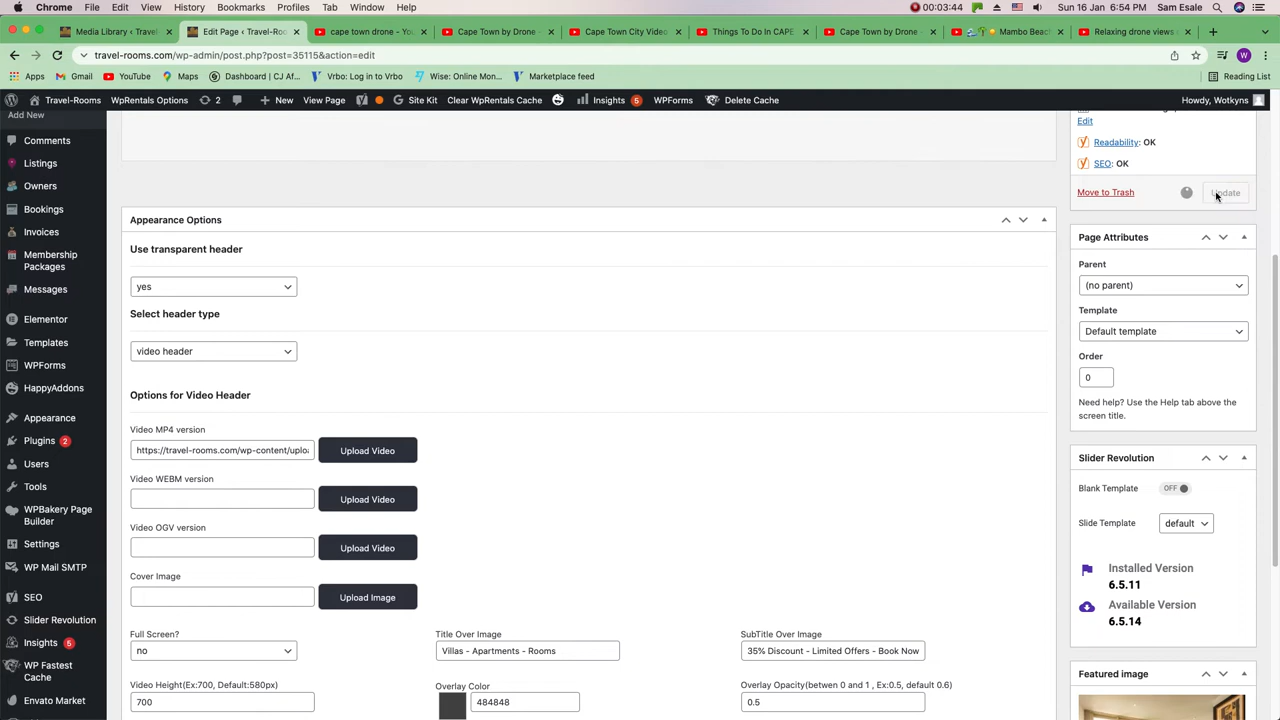 Chrome File Edit View History Bookmarks Profiles Tab Window Help
00:03:44 Sun 16 Jan 6:54 PM Sam Esale
Media Library ‹ Travel- Edit Page ‹ Travel-Roo cape town drone - You Cape Town by Drone - Cape Town City Video Things To Do In CAPE Cape Town by Drone - Mambo Beach Relaxing drone views
travel-rooms.com/wp-admin/post.php?post=35115&action=edit
Apps Gmail YouTube Maps Dashboard | CJ Af... Vrbo: Log in to Vrbo Wise: Online Mon... Marketplace feed Reading List
Travel-Rooms WpRentals Options 2 New View Page Site Kit Clear WpRentals Cache Insights 5 WPForms Delete Cache Howdy, Wotkyns
Add New
Comments
Listings
Owners
Bookings
Invoices
Membership
Packages
Messages
Elementor
Templates
WPForms
HappyAddons
Appearance
Plugins 2
Users
Tools
WPBakery Page
Builder
Settings
WP Mail SMTP
SEO
Slider Revolution
Insights 5
WP Fastest
Cache
Envato Market
Appearance Options
Use transparent header
yes
Select header type
video header
Options for Video Header
Video MP4 version
https://travel-rooms.com/wp-content/uploa Upload Video
Video WEBM version
Upload Video
Video OGV version
Upload Video
Cover Image
Upload Image
Full Screen? Title Over Image SubTitle Over Image
no Villas - Apartments - Rooms 35% Discount - Limited Offers - Book Now
Video Height(Ex:700, Default:580px) Overlay Color Overlay Opacity(betwen 0 and 1 , Ex:0.5, default 0.6)
700 484848 0.5
Edit
Readability: OK
SEO: OK
Move to Trash Update
Page Attributes
Parent
(no parent)
Template
Default template
Order
0
Need help? Use the Help tab above the
screen title.
Slider Revolution
Blank Template OFF
Slide Template default
Installed Version
6.5.11
Available Version
6.5.14
Featured image